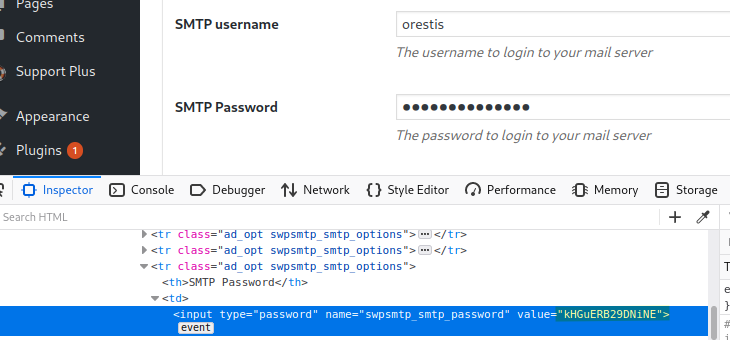 Pages
SMTP username
orestis
Comments
The username to login to your mail server
Support Plus
SMTP Password
●●●●●●●●●●●●●●
Appearance
The password to login to your mail server
Plugins 1
Inspector Console Debugger Network Style Editor Performance Memory Storage
Search HTML
<tr class="ad_opt swpsmtp_smtp_options"> ⋯ </tr>
<tr class="ad_opt swpsmtp_smtp_options"> ⋯ </tr>
<tr class="ad_opt swpsmtp_smtp_options">
<th>SMTP Password</th>
<td>
<input type="password" name="swpsmtp_smtp_password" value="kHGuERB29DNiNE">
event
}
#